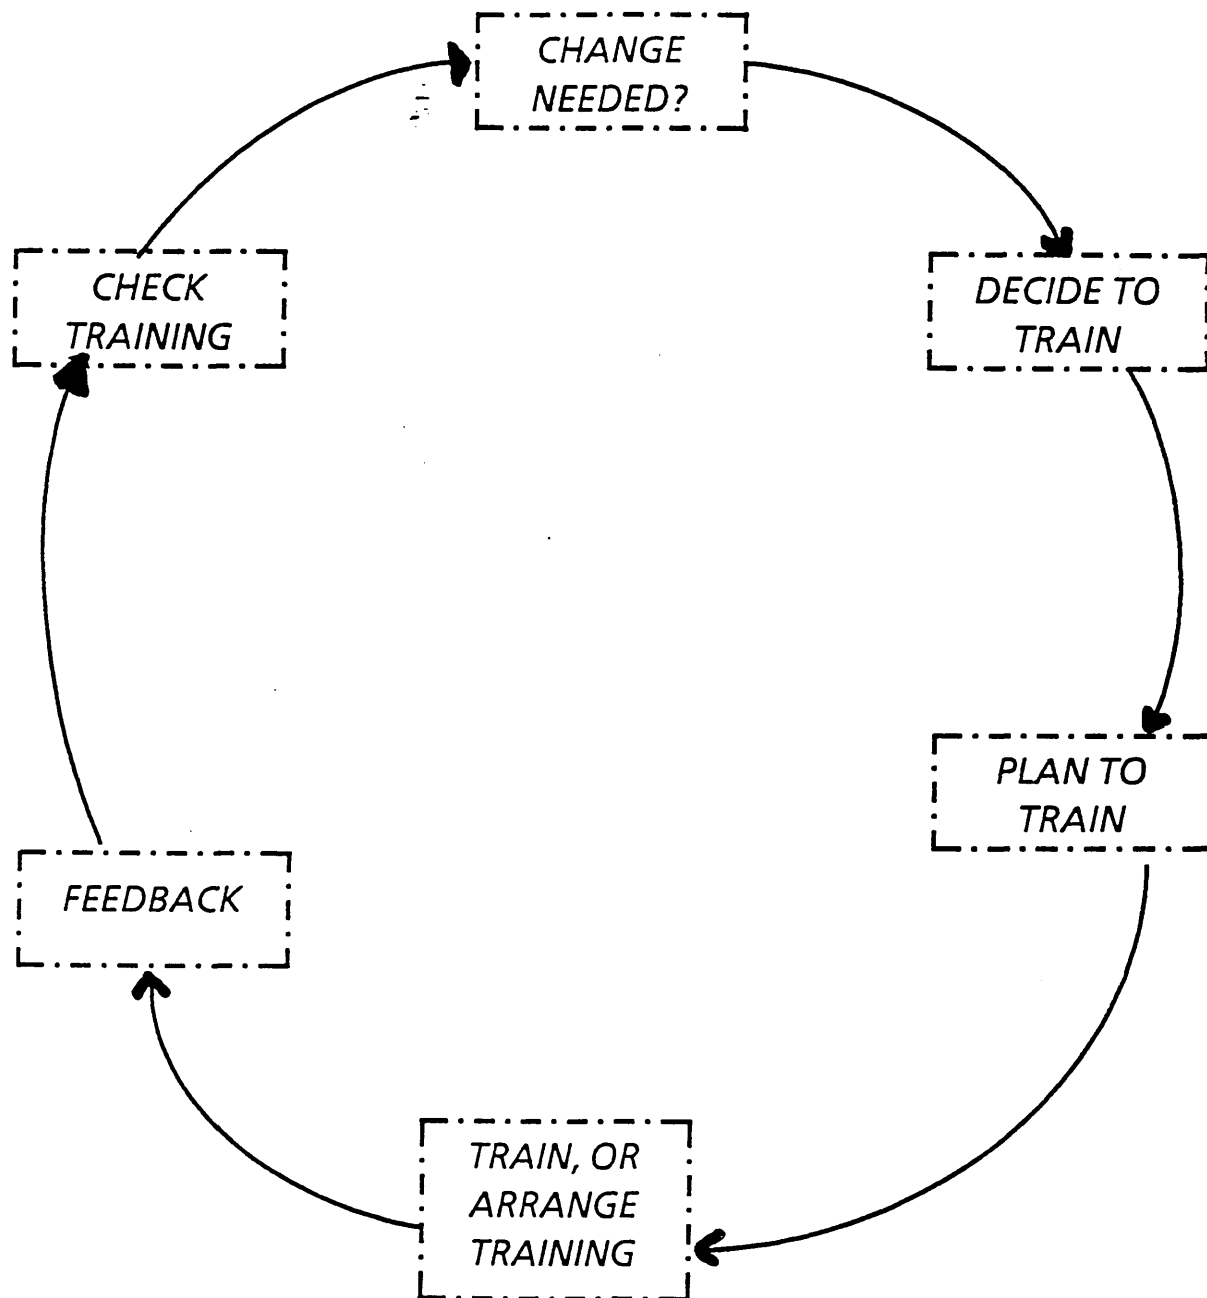 CHANGE
NEEDED?
DECIDE TO
TRAIN
PLAN TO
TRAIN
TRAIN, OR
ARRANGE
TRAINING
FEEDBACK
CHECK
TRAINING